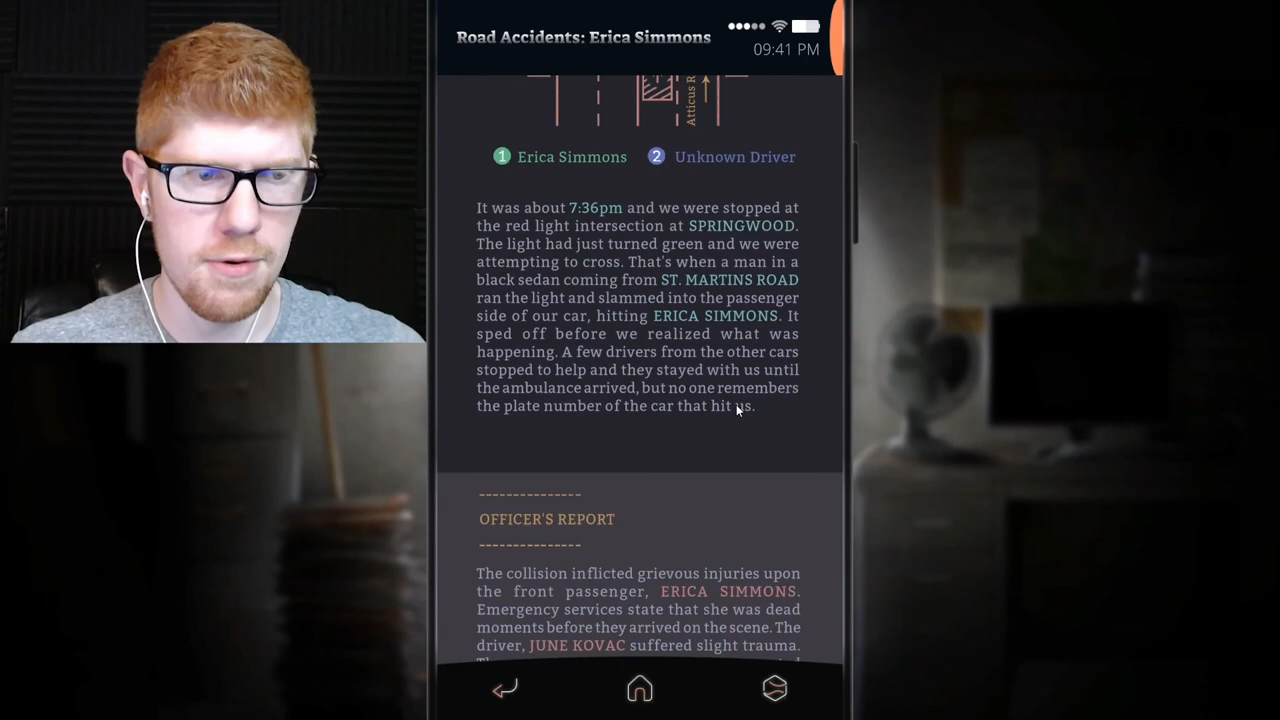 Road Accidents: Erica Simmons
09:41 PM
Atticus R
1 Erica Simmons 2 Unknown Driver
It was about 7:36pm and we were stopped at
the red light intersection at SPRINGWOOD.
The light had just turned green and we were
attempting to cross. That's when a man in a
black sedan coming from ST. MARTINS ROAD
ran the light and slammed into the passenger
side of our car, hitting ERICA SIMMONS. It
sped off before we realized what was
happening. A few drivers from the other cars
stopped to help and they stayed with us until
the ambulance arrived, but no one remembers
the plate number of the car that hit us.
---------------
OFFICER'S REPORT
---------------
The collision inflicted grievous injuries upon
the front passenger, ERICA SIMMONS.
Emergency services state that she was dead
moments before they arrived on the scene. The
driver, JUNE KOVAC suffered slight trauma.